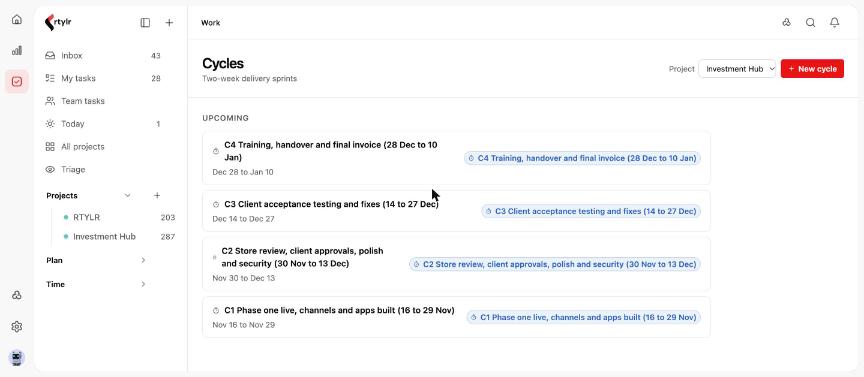 rtylr
Work
Inbox 43
My tasks 28
Team tasks
Today 1
All projects
Triage
Projects
RTYLR 203
Investment Hub 287
Plan
Time
Cycles
Two-week delivery sprints
Project Investment Hub + New cycle
UPCOMING
C4 Training, handover and final invoice (28 Dec to 10
Jan)
Dec 28 to Jan 10
C4 Training, handover and final invoice (28 Dec to 10 Jan)
C3 Client acceptance testing and fixes (14 to 27 Dec)
Dec 14 to Dec 27
C3 Client acceptance testing and fixes (14 to 27 Dec)
C2 Store review, client approvals, polish
and security (30 Nov to 13 Dec)
Nov 30 to Dec 13
C2 Store review, client approvals, polish and security (30 Nov to 13 Dec)
C1 Phase one live, channels and apps built (16 to 29 Nov)
Nov 16 to Nov 29
C1 Phase one live, channels and apps built (16 to 29 Nov)